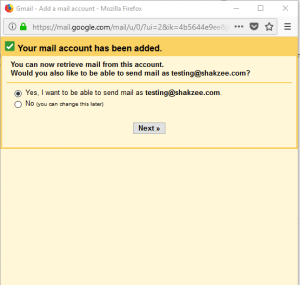 Gmail - Add a mail account - Mozilla Firefox
https://mail.google.com/mail/u/0/?ui=2&ik=4b5644e9ee
Your mail account has been added.
You can now retrieve mail from this account.
Would you also like to be able to send mail as testing@shakzee.com?
Yes, I want to be able to send mail as testing@shakzee.com.
No (you can change this later)
Next »